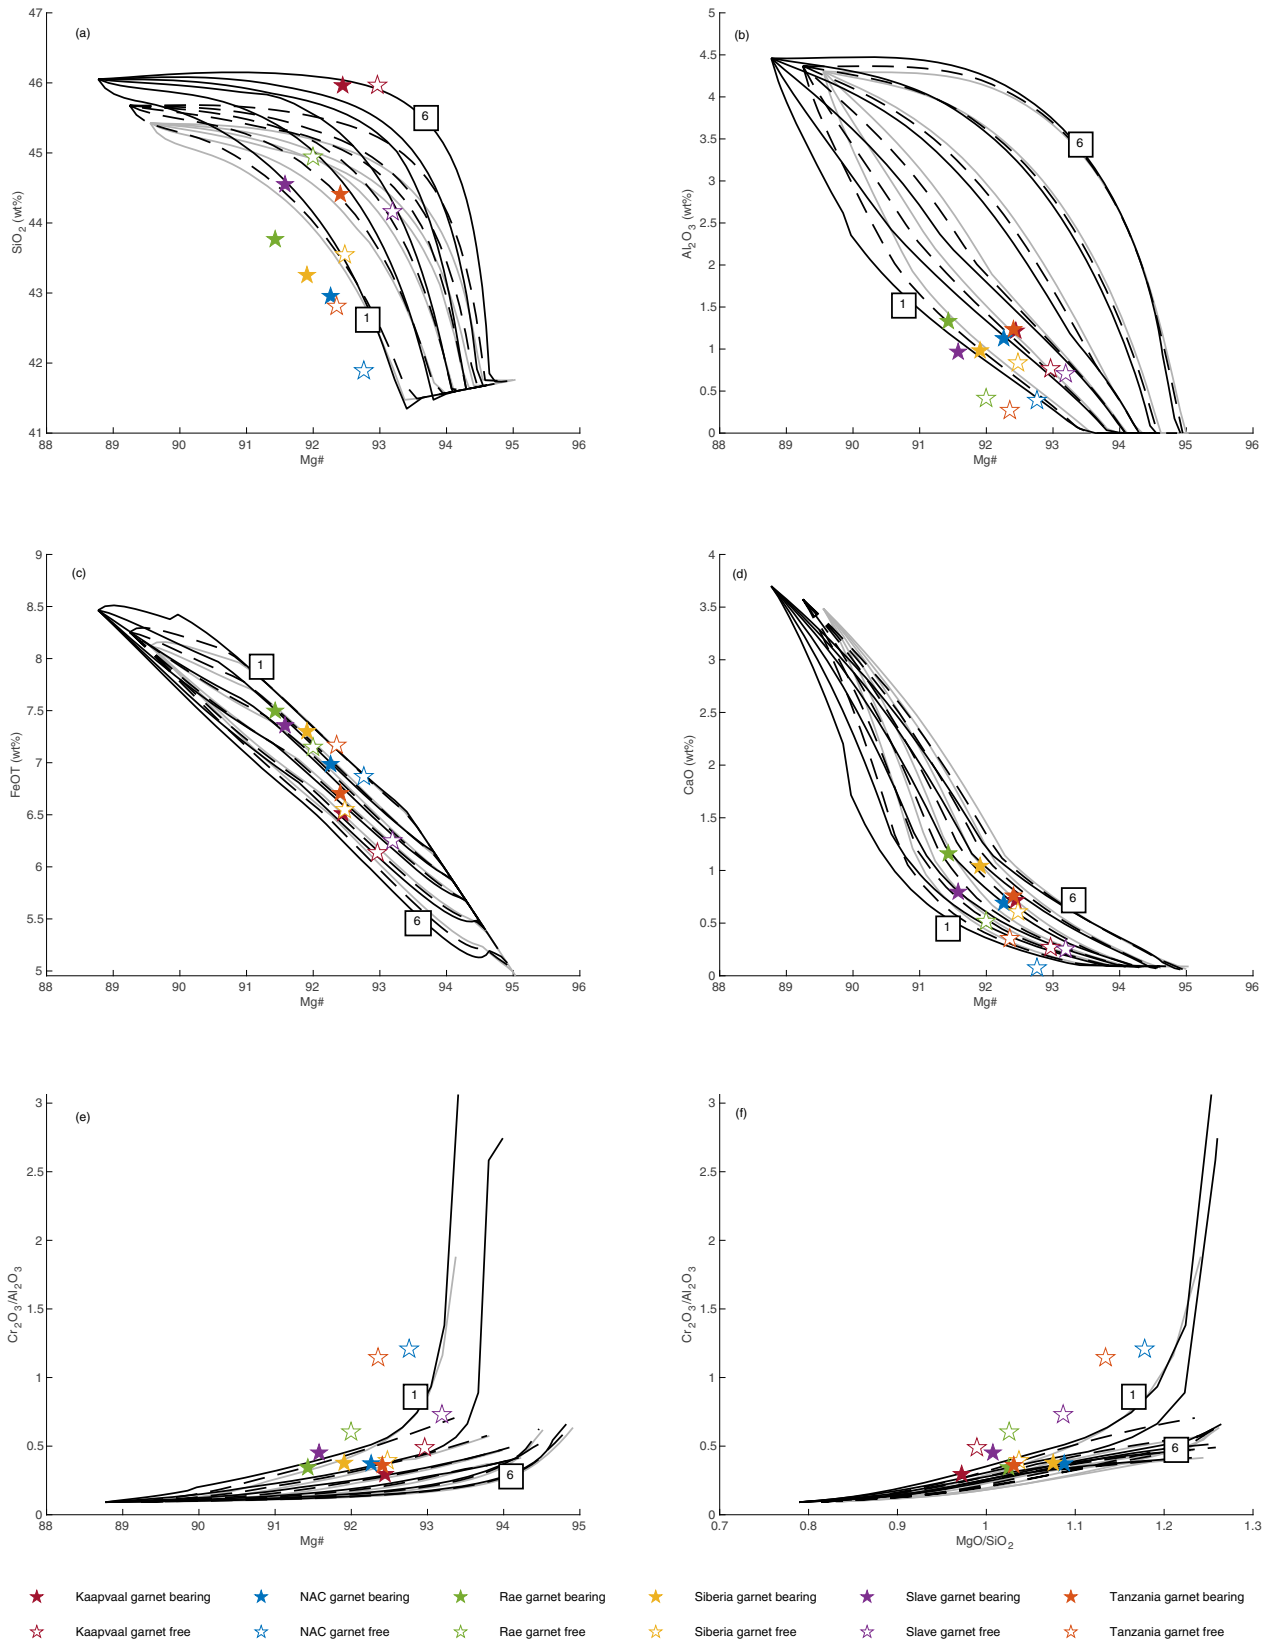 (a)
47
46
45
44
43
42
41
SiO2 (wt%)
88 89 90 91 92 93 94 95 96
Mg#
6
1
(b)
5
4.5
4
3.5
3
2.5
2
1.5
1
0.5
0
Al2O3 (wt%)
88 89 90 91 92 93 94 95 96
Mg#
6
1
(c)
9
8.5
8
7.5
7
6.5
6
5.5
5
FeOT (wt%)
88 89 90 91 92 93 94 95 96
Mg#
1
6
(d)
4
3.5
3
2.5
2
1.5
1
0.5
0
CaO (wt%)
88 89 90 91 92 93 94 95 96
Mg#
6
1
(e)
3
2.5
2
1.5
1
0.5
0
Cr2O3/Al2O3
88 89 90 91 92 93 94 95
Mg#
1
6
(f)
3
2.5
2
1.5
1
0.5
0
Cr2O3/Al2O3
0.7 0.8 0.9 1 1.1 1.2 1.3
MgO/SiO2
1
6
Kaapvaal garnet bearing NAC garnet bearing Rae garnet bearing Siberia garnet bearing Slave garnet bearing Tanzania garnet bearing
Kaapvaal garnet free NAC garnet free Rae garnet free Siberia garnet free Slave garnet free Tanzania garnet free